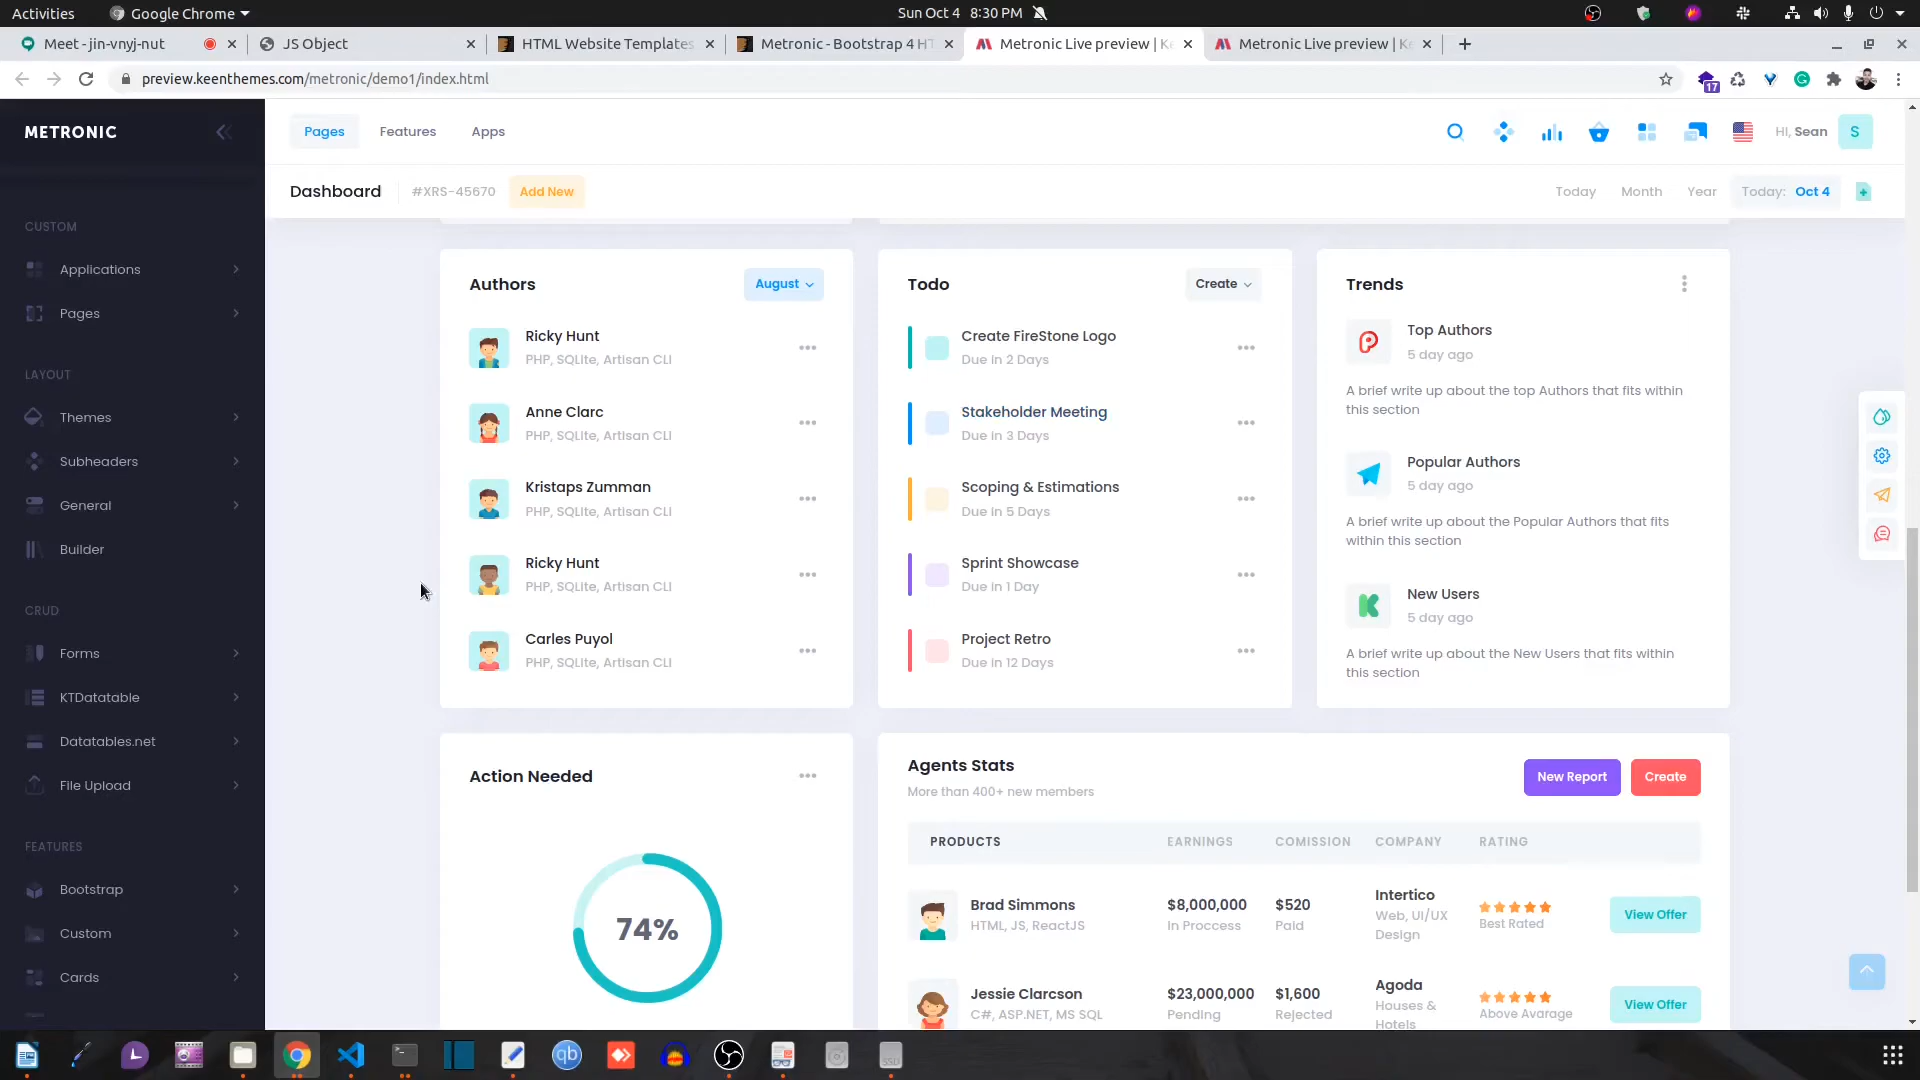 Activities
Google Chrome
Sun Oct 4 8:30 PM
Meet - jin-vnyj-nut
JS Object
HTML Website Templates
Metronic - Bootstrap 4 HT
Metronic Live preview | Ke
Metronic Live preview | Ke
preview.keenthemes.com/metronic/demo1/index.html
17
METRONIC
Pages
Features
Apps
Hi, Sean
S
Dashboard
#XRS-45670
Add New
Today
Month
Year
Today: Oct 4
CUSTOM
Applications
Pages
LAYOUT
Themes
Subheaders
General
Builder
CRUD
Forms
KTDatatable
Datatables.net
File Upload
FEATURES
Bootstrap
Custom
Cards
Authors
August
Ricky Hunt
PHP, SQLite, Artisan CLI
Anne Clarc
PHP, SQLite, Artisan CLI
Kristaps Zumman
PHP, SQLite, Artisan CLI
Ricky Hunt
PHP, SQLite, Artisan CLI
Carles Puyol
PHP, SQLite, Artisan CLI
Todo
Create
Create FireStone Logo
Due in 2 Days
Stakeholder Meeting
Due in 3 Days
Scoping & Estimations
Due in 5 Days
Sprint Showcase
Due in 1 Day
Project Retro
Due in 12 Days
Trends
Top Authors
5 day ago
A brief write up about the top Authors that fits within
this section
Popular Authors
5 day ago
A brief write up about the Popular Authors that fits
within this section
New Users
5 day ago
A brief write up about the New Users that fits within
this section
Action Needed
74%
Agents Stats
More than 400+ new members
New Report
Create
PRODUCTS
EARNINGS
COMISSION
COMPANY
RATING
Brad Simmons
HTML, JS, ReactJS
$8,000,000
In Proccess
$520
Paid
Intertico
Web, UI/UX
Design
Best Rated
View Offer
Jessie Clarcson
C#, ASP.NET, MS SQL
$23,000,000
Pending
$1,600
Rejected
Agoda
Houses &
Hotels
Above Avarage
View Offer
qb